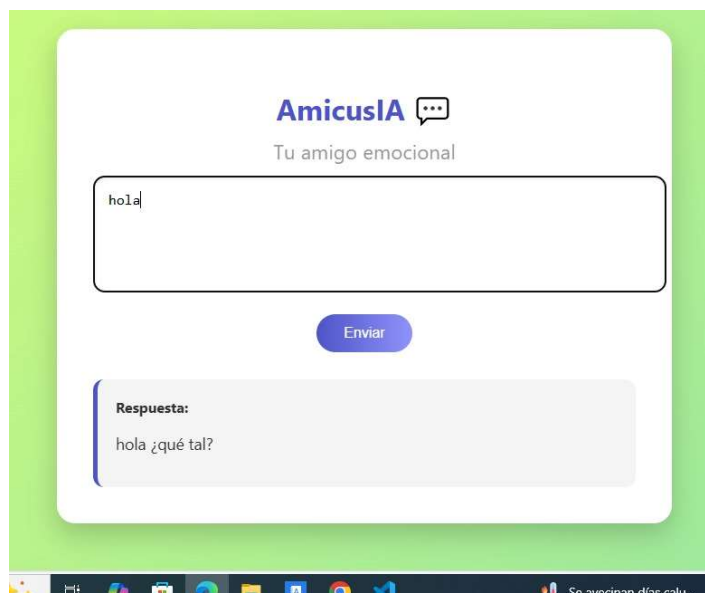 AmicusIA
Tu amigo emocional
hola
Enviar
Respuesta:
hola ¿qué tal?
Se avecinan días calu